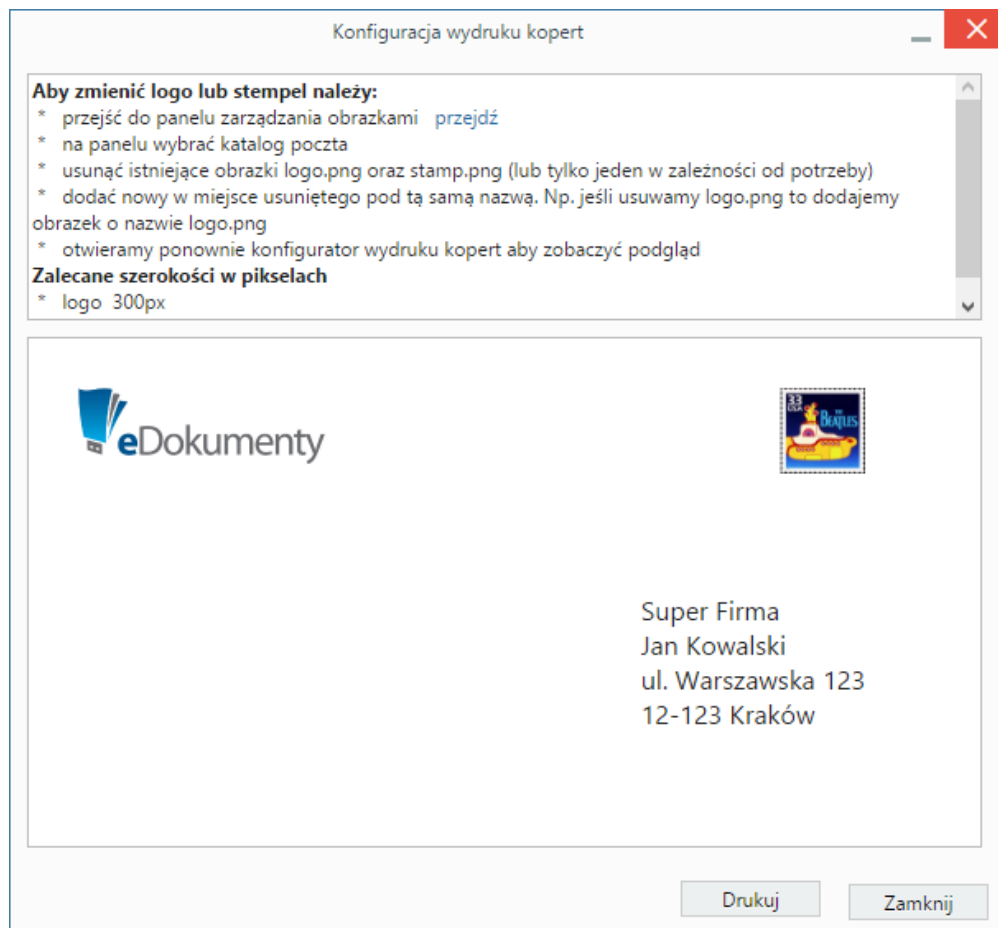 Konfiguracja wydruku kopert
Aby zmienić logo lub stempel należy:
* przejść do panelu zarządzania obrazkami przejdź
* na panelu wybrać katalog poczta
* usunąć istniejące obrazki logo.png oraz stamp.png (lub tylko jeden w zależności od potrzeby)
* dodać nowy w miejsce usuniętego pod tą samą nazwą. Np. jeśli usuwamy logo.png to dodajemy
obrazek o nazwie logo.png
* otwieramy ponownie konfigurator wydruku kopert aby zobaczyć podgląd
Zalecane szerokości w pikselach
* logo 300px
eDokumenty
33
USA
THE
BEATLES
Super Firma
Jan Kowalski
ul. Warszawska 123
12-123 Kraków
Drukuj
Zamknij